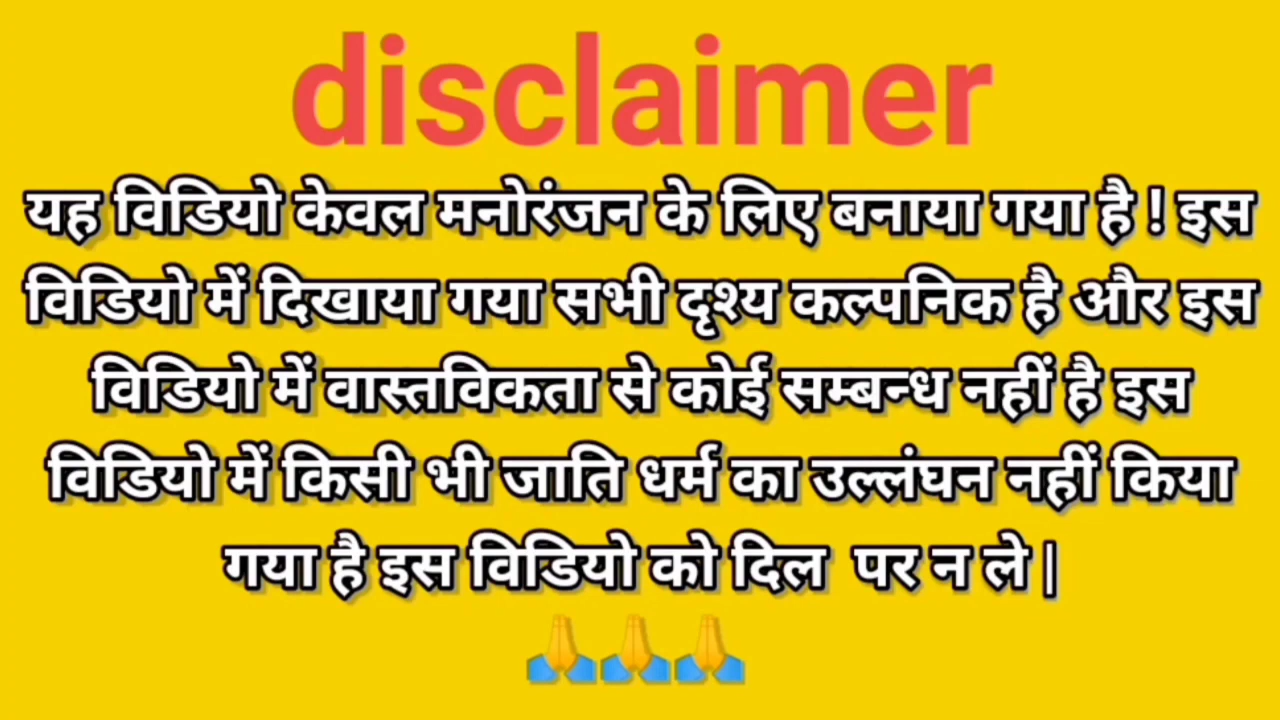 disclaimer
यह विडियो केवल मनोरंजन के लिए बनाया गया है ! इस
विडियो में दिखाया गया सभी दृश्य कल्पनिक है और इस
विडियो में वास्तविकता से कोई सम्बन्ध नहीं है इस
विडियो में किसी भी जाति धर्म का उल्लंघन नहीं किया
गया है इस विडियो को दिल पर न ले |
🙏🙏🙏